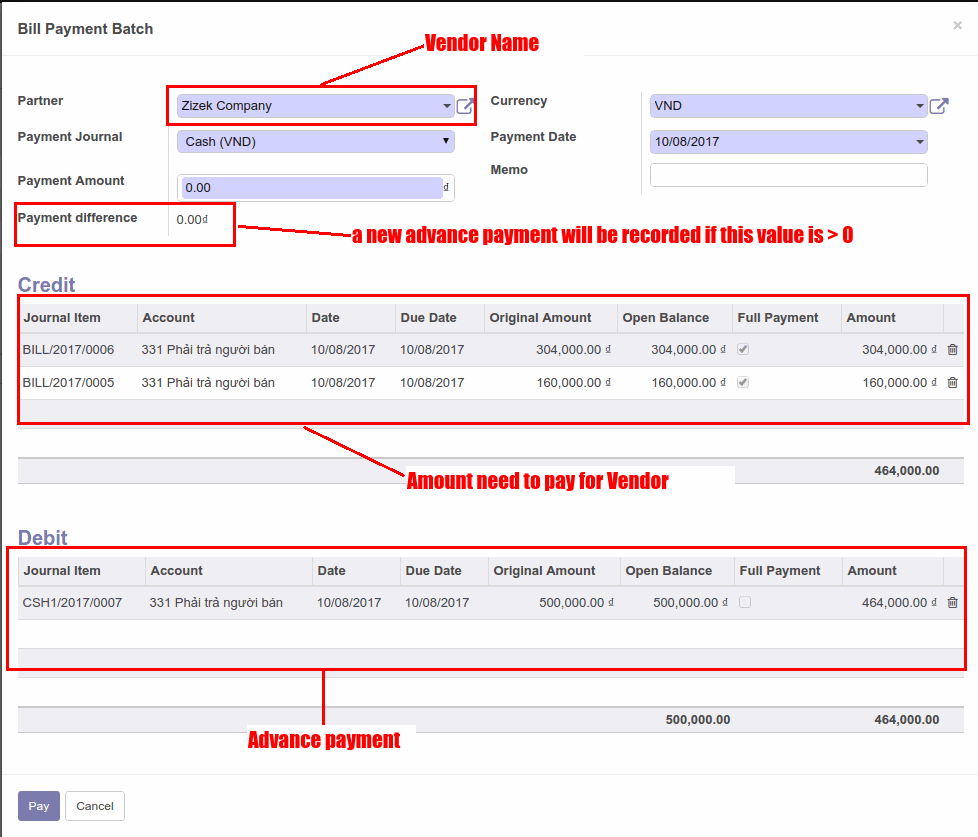 Bill Payment Batch ×
Vendor Name
Partner Zizek Company Currency VND
Payment Journal Cash (VND) Payment Date 10/08/2017
Memo
Payment Amount 0.00 đ
Payment difference 0.00đ
a new advance payment will be recorded if this value is > 0
Credit
Journal Item Account Date Due Date Original Amount Open Balance Full Payment Amount
BILL/2017/0006 331 Phải trả người bán 10/08/2017 10/08/2017 304,000.00 đ 304,000.00 đ 304,000.00 đ
BILL/2017/0005 331 Phải trả người bán 10/08/2017 10/08/2017 160,000.00 đ 160,000.00 đ 160,000.00 đ
464,000.00
Amount need to pay for Vendor
Debit
Journal Item Account Date Due Date Original Amount Open Balance Full Payment Amount
CSH1/2017/0007 331 Phải trả người bán 10/08/2017 10/08/2017 500,000.00 đ 500,000.00 đ 464,000.00 đ
500,000.00 464,000.00
Advance payment
Pay Cancel